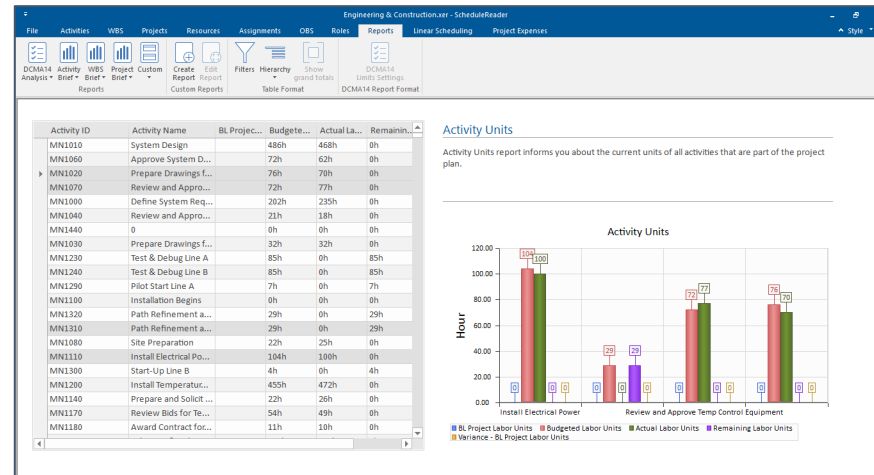 Engineering & Construction.xer - ScheduleReader
File Activities WBS Projects Resources Assignments OBS Roles Reports Linear Scheduling Project Expenses Style
DCMA14 Analysis Activity Brief WBS Brief Project Brief Custom Create Report Edit Report Filters Hierarchy Show grand totals DCMA14 Limits Settings
Reports Custom Reports Table Format DCMA14 Report Format
Activity ID Activity Name BL Projec... Budgete... Actual La... Remainin...
MN1010 System Design 486h 468h 0h
MN1060 Approve System D... 72h 62h 0h
MN1020 Prepare Drawings f... 76h 70h 0h
MN1070 Review and Appro... 72h 77h 0h
MN1000 Define System Req... 202h 235h 0h
MN1040 Review and Appro... 21h 18h 0h
MN1440 0 0h 0h 0h
MN1030 Prepare Drawings f... 32h 32h 0h
MN1230 Test & Debug Line A 85h 0h 85h
MN1240 Test & Debug Line B 85h 0h 85h
MN1290 Pilot Start Line A 7h 0h 7h
MN1100 Installation Begins 0h 0h 0h
MN1320 Path Refinement a... 29h 0h 29h
MN1310 Path Refinement a... 29h 0h 29h
MN1080 Site Preparation 22h 25h 0h
MN1110 Install Electrical Po... 104h 100h 0h
MN1300 Start-Up Line B 4h 0h 4h
MN1200 Install Temperatur... 455h 472h 0h
MN1140 Prepare and Solicit ... 22h 26h 0h
MN1170 Review Bids for Te... 54h 49h 0h
MN1180 Award Contract for... 11h 10h 0h
Activity Units
Activity Units report informs you about the current units of all activities that are part of the project
plan.
Activity Units
Hour
120.00
100.00
80.00
60.00
40.00
20.00
0.00
104 100
72 77
76 70
29 29
0 0 0 0 0 0 0 0 0 0 0 0
Install Electrical Power Review and Approve Temp Control Equipment
BL Project Labor Units Budgeted Labor Units Actual Labor Units Remaining Labor Units
Variance - BL Project Labor Units